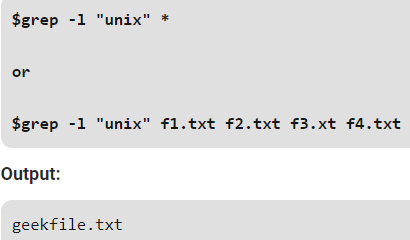 $grep -l "unix" *
or
$grep -l "unix" f1.txt f2.txt f3.xt f4.txt
Output:
geekfile.txt